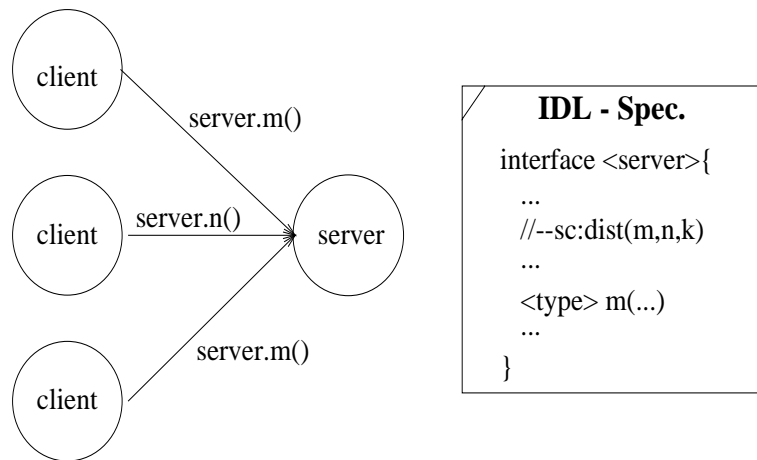 client
server.m()
client
server.n()
server
client
server.m()
IDL - Spec.
interface <server>{
...
//--sc:dist(m,n,k)
...
<type> m(...)
...
}